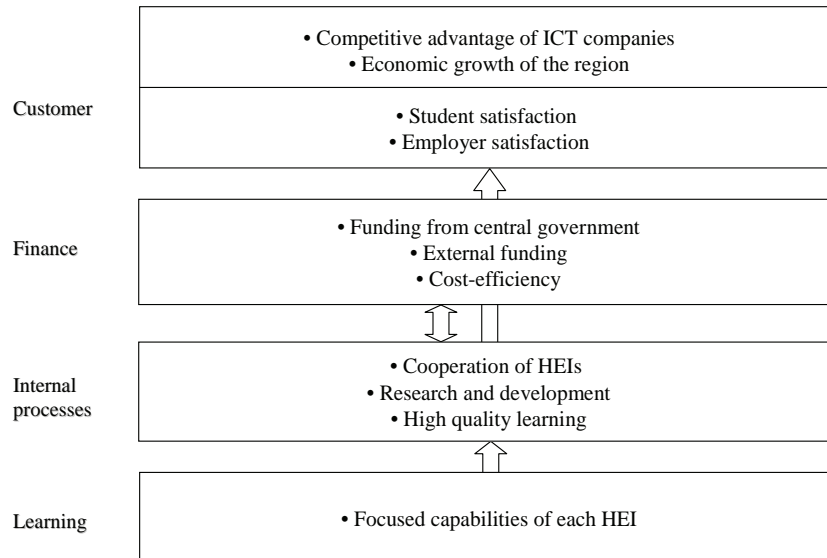 • Competitive advantage of ICT companies
• Economic growth of the region
Customer
• Student satisfaction
• Employer satisfaction
Finance
• Funding from central government
• External funding
• Cost-efficiency
Internal
processes
• Cooperation of HEIs
• Research and development
• High quality learning
Learning
• Focused capabilities of each HEI